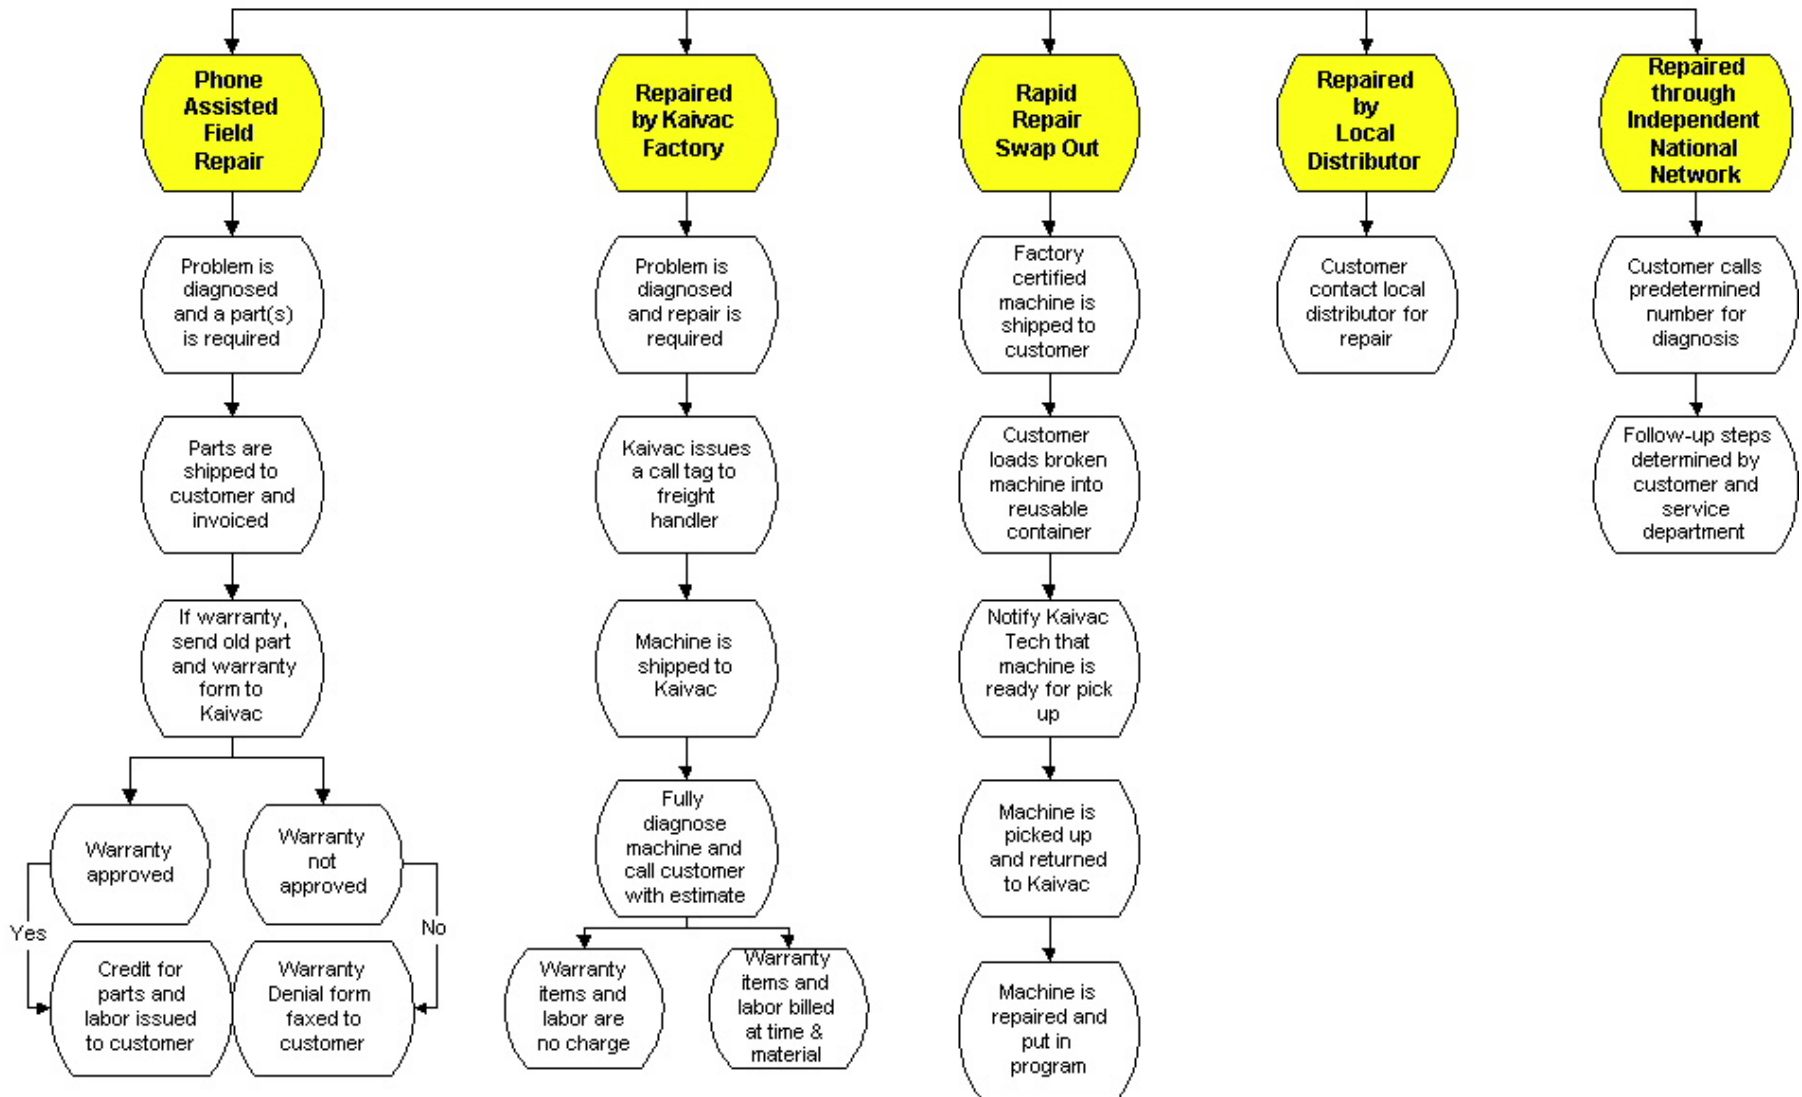 Phone
Assisted
Field
Repair
Problem is
diagnosed
and a part(s)
is required
Parts are
shipped to
customer and
invoiced
If warranty,
send old part
and warranty
form to
Kaivac
Warranty
approved
Warranty
not
approved
Yes
No
Credit for
parts and
labor issued
to customer
Warranty
Denial form
faxed to
customer
Repaired
by Kaivac
Factory
Problem is
diagnosed
and repair is
required
Kaivac issues
a call tag to
freight
handler
Machine is
shipped to
Kaivac
Fully
diagnose
machine and
call customer
with estimate
Warranty
items and
labor are
no charge
Warranty
items and
labor billed
at time &
material
Rapid
Repair
Swap Out
Factory
certified
machine is
shipped to
customer
Customer
loads broken
machine into
reusable
container
Notify Kaivac
Tech that
machine is
ready for pick
up
Machine is
picked up
and returned
to Kaivac
Machine is
repaired and
put in
program
Repaired
by
Local
Distributor
Customer
contact local
distributor for
repair
Repaired
through
Independent
National
Network
Customer calls
predetermined
number for
diagnosis
Follow-up steps
determined by
customer and
service
department